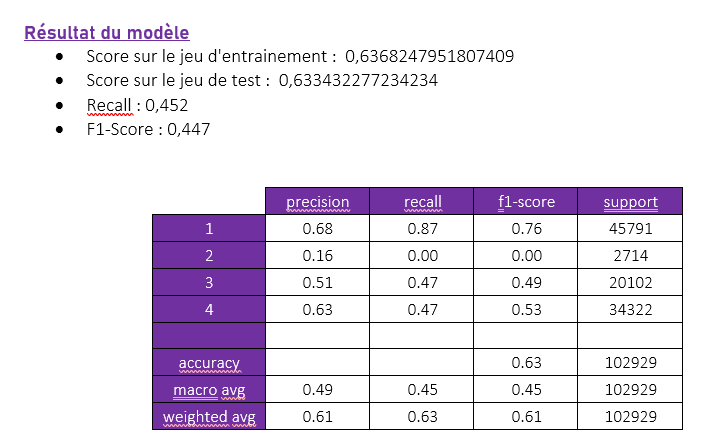 Résultat du modèle
• Score sur le jeu d'entrainement : 0,6368247951807409
• Score sur le jeu de test : 0,633432277234234
• Recall : 0,452
• F1-Score : 0,447
precision recall f1-score support
1 0.68 0.87 0.76 45791
2 0.16 0.00 0.00 2714
3 0.51 0.47 0.49 20102
4 0.63 0.47 0.53 34322
accuracy 0.63 102929
macro avg 0.49 0.45 0.45 102929
weighted avg 0.61 0.63 0.61 102929